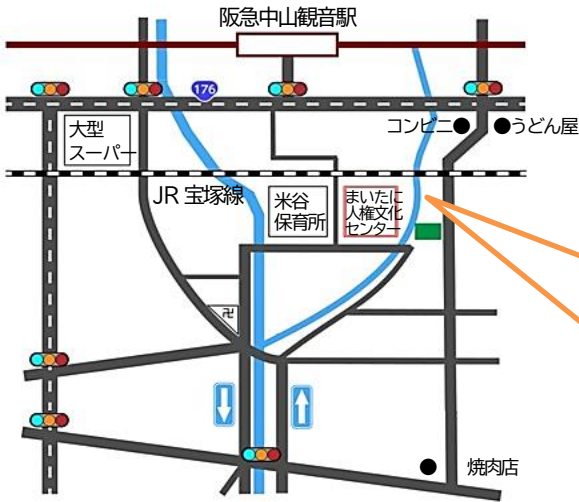 阪急中山観音駅
176
大型
スーパー
コンビニ●
●うどん屋
JR 宝塚線
米谷
保育所
まいたに
人権文化
センター
卍
焼肉店